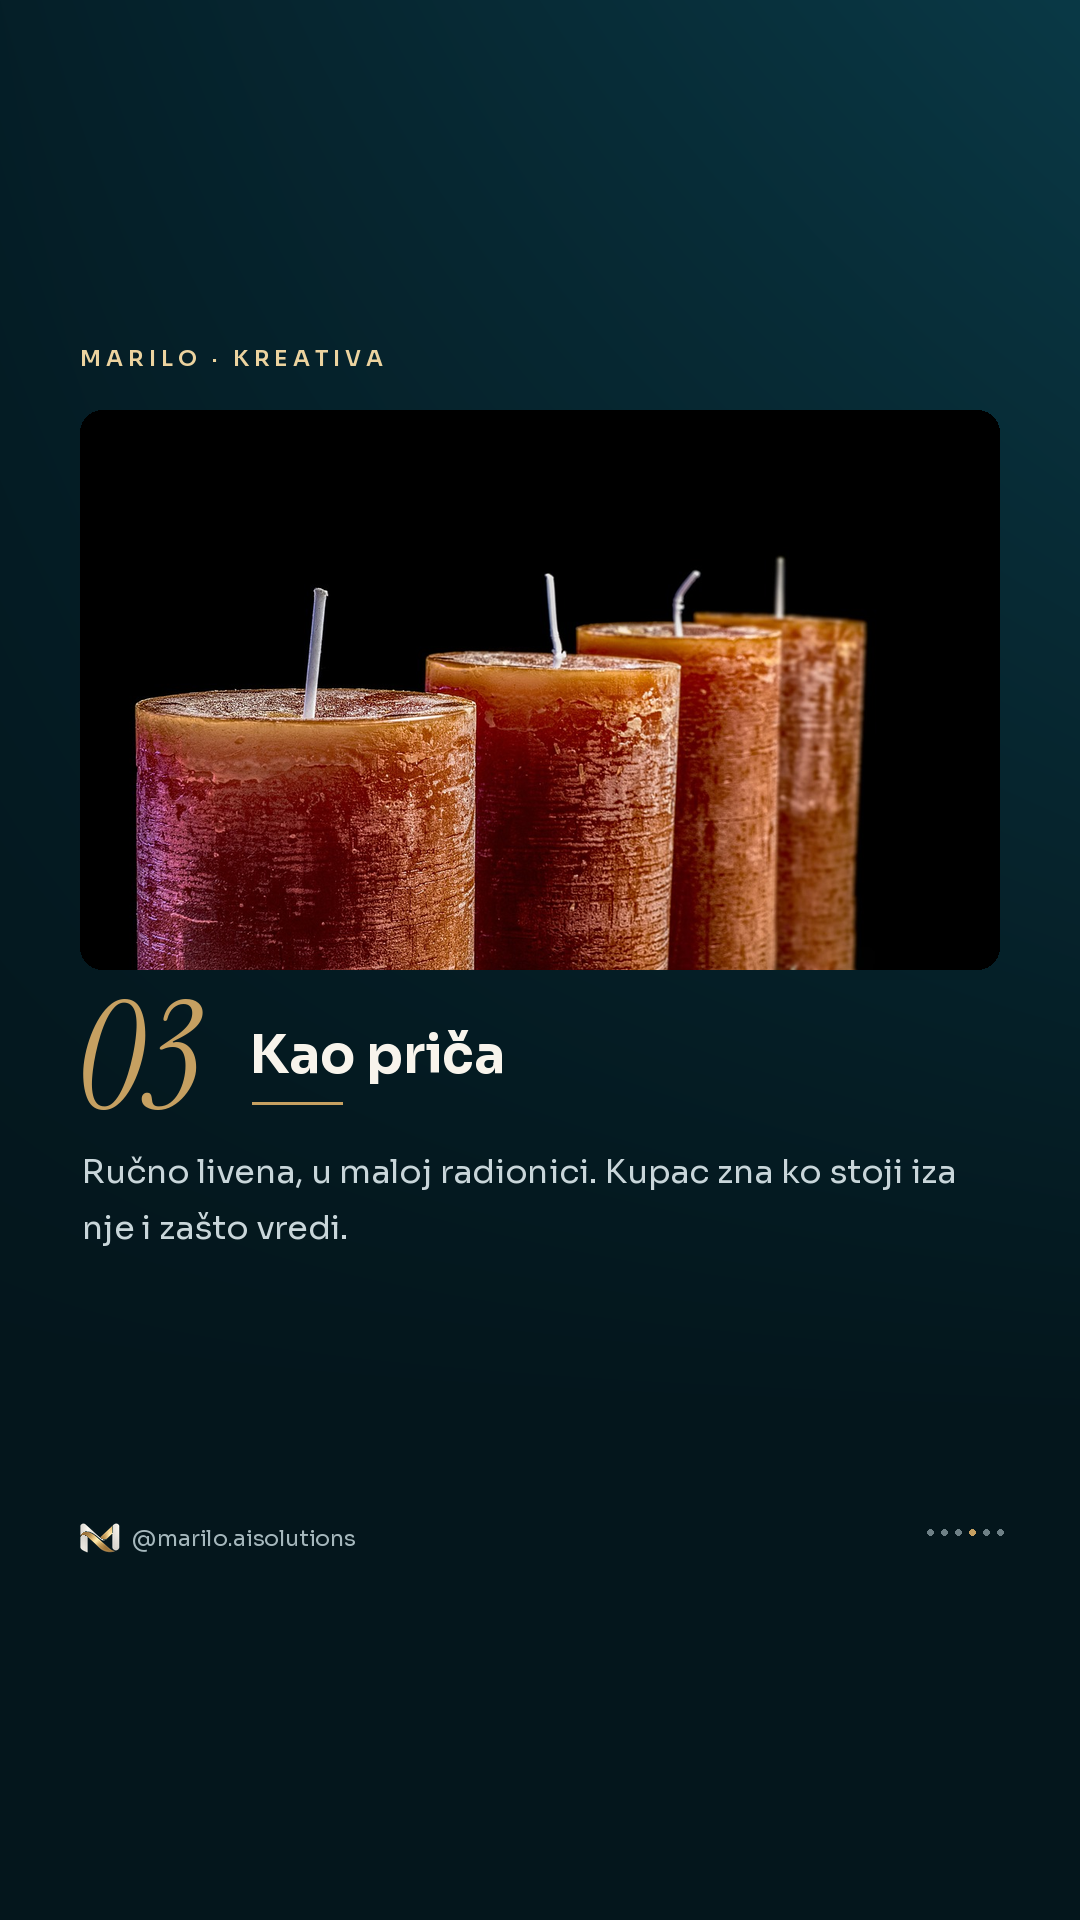 MARILO · KREATIVA
03
Kao priča
Ručno livena, u maloj radionici. Kupac zna ko stoji iza
nje i zašto vredi.
@marilo.aisolutions